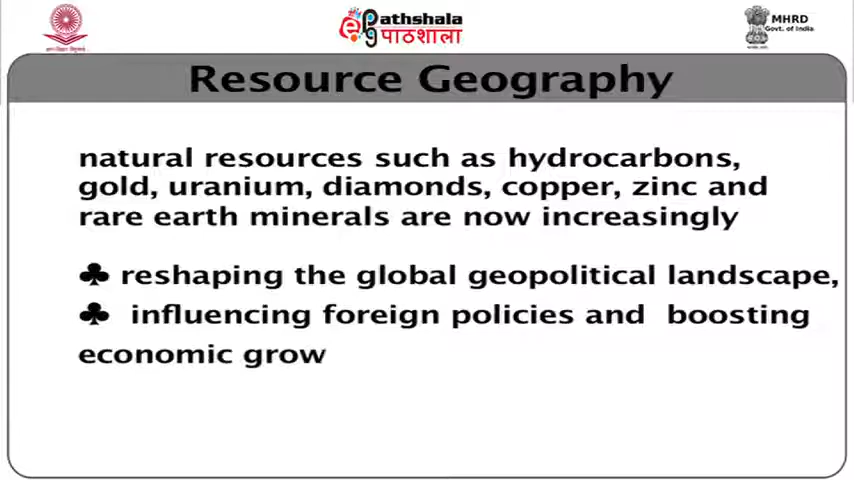 ePathshala
पाठशाला
MHRD
Govt. of India
Resource Geography
natural resources such as hydrocarbons,
gold, uranium, diamonds, copper, zinc and
rare earth minerals are now increasingly
♣ reshaping the global geopolitical landscape,
♣ influencing foreign policies and boosting
economic grow